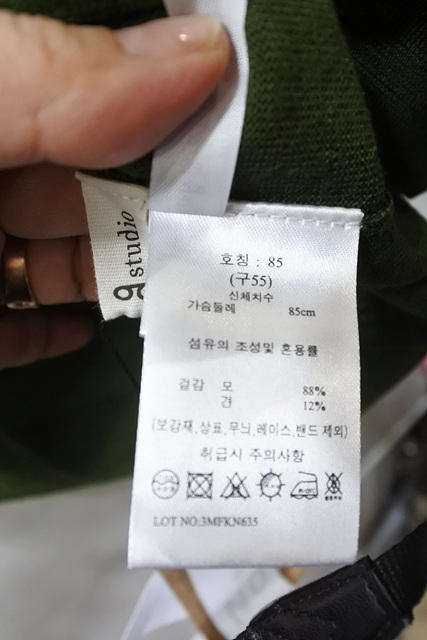 g studio
호칭 : 85
(구55)
신체치수
가슴둘레 85cm
섬유의 조성및 혼용률
겉감 모 88%
견 12%
(보강재,상표,무늬,레이스,밴드 제외)
취급시 주의사항
LOT NO:3MFKN635